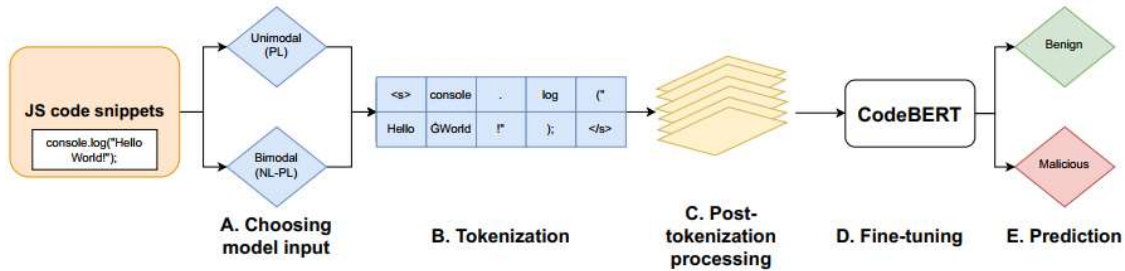 JS code snippets
console.log("Hello
World!");
Unimodal
(PL)
Bimodal
(NL-PL)
A. Choosing
model input
<s> console . log ("
Hello ĠWorld !" ); </s>
B. Tokenization
C. Post-
tokenization
processing
CodeBERT
D. Fine-tuning
Benign
Malicious
E. Prediction